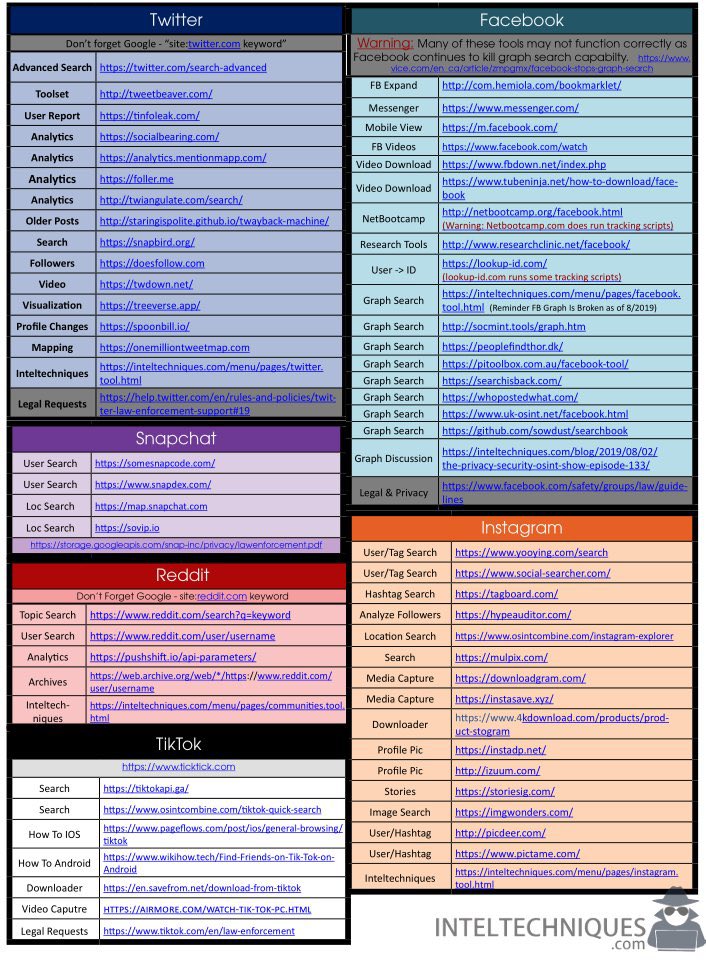 Twitter
Don't forget Google - "site:twitter.com keyword"
Advanced Search https://twitter.com/search-advanced
Toolset http://tweetbeaver.com/
User Report https://tinfoleak.com/
Analytics https://socialbearing.com/
Analytics https://analytics.mentionmapp.com/
Analytics https://foller.me
Analytics http://twiangulate.com/search/
Older Posts http://staringispolite.github.io/twayback-machine/
Search https://snapbird.org/
Followers https://doesfollow.com
Video https://twdown.net/
Visualization https://treeverse.app/
Profile Changes https://spoonbill.io/
Mapping https://onemilliontweetmap.com
Inteltechniques https://inteltechniques.com/menu/pages/twitter.
tool.html
Legal Requests https://help.twitter.com/en/rules-and-policies/twit-
ter-law-enforcement-support#19
Snapchat
User Search https://somesnapcode.com/
User Search https://www.snapdex.com/
Loc Search https://map.snapchat.com
Loc Search https://sovip.io
https://storage.googleapis.com/snap-inc/privacy/lawenforcement.pdf
Reddit
Don't Forget Google - site:reddit.com keyword
Topic Search https://www.reddit.com/search?q=keyword
User Search https://www.reddit.com/user/username
Analytics https://pushshift.io/api-parameters/
Archives https://web.archive.org/web/*/https://www.reddit.com/
user/username
Inteltech-
niques https://inteltechniques.com/menu/pages/communities.tool.
html
TikTok
https://www.ticktick.com
Search https://tiktokapi.ga/
Search https://www.osintcombine.com/tiktok-quick-search
How To IOS https://www.pageflows.com/post/ios/general-browsing/
tiktok
How To Android https://www.wikihow.tech/Find-Friends-on-Tik-Tok-on-
Android
Downloader https://en.savefrom.net/download-from-tiktok
Video Caputre HTTPS://AIRMORE.COM/WATCH-TIK-TOK-PC.HTML
Legal Requests https://www.tiktok.com/en/law-enforcement
Facebook
Warning: Many of these tools may not function correctly as
Facebook continues to kill graph search capabilty. https://www.
vice.com/en_ca/article/zmpgmx/facebook-stops-graph-search
FB Expand http://com.hemiola.com/bookmarklet/
Messenger https://www.messenger.com/
Mobile View https://m.facebook.com/
FB Videos https://www.facebook.com/watch
Video Download https://www.fbdown.net/index.php
Video Download https://www.tubeninja.net/how-to-download/face-
book
NetBootcamp http://netbootcamp.org/facebook.html
(Warning: Netbootcamp.com does run tracking scripts)
Research Tools http://www.researchclinic.net/facebook/
User -> ID https://lookup-id.com/
(lookup-id.com runs some tracking scripts)
Graph Search https://inteltechniques.com/menu/pages/facebook.
tool.html (Reminder FB Graph Is Broken as of 8/2019)
Graph Search http://socmint.tools/graph.htm
Graph Search https://peoplefindthor.dk/
Graph Search https://pitoolbox.com.au/facebook-tool/
Graph Search https://searchisback.com/
Graph Search https://whopostedwhat.com/
Graph Search https://www.uk-osint.net/facebook.html
Graph Search https://github.com/sowdust/searchbook
Graph Discussion https://inteltechniques.com/blog/2019/08/02/
the-privacy-security-osint-show-episode-133/
Legal & Privacy https://www.facebook.com/safety/groups/law/guide-
lines
Instagram
User/Tag Search https://www.yooying.com/search
User/Tag Search https://www.social-searcher.com/
Hashtag Search https://tagboard.com/
Analyze Followers https://hypeauditor.com/
Location Search https://www.osintcombine.com/instagram-explorer
Search https://mulpix.com/
Media Capture https://downloadgram.com/
Media Capture https://instasave.xyz/
Downloader https://www.4kdownload.com/products/prod-
uct-stogram
Profile Pic https://instadp.net/
Profile Pic http://izuum.com/
Stories https://storiesig.com/
Image Search https://imgwonders.com/
User/Hashtag http://picdeer.com/
User/Hashtag https://www.pictame.com/
Inteltechniques https://inteltechniques.com/menu/pages/instagram.
tool.html
INTELTECHNIQUES
.com